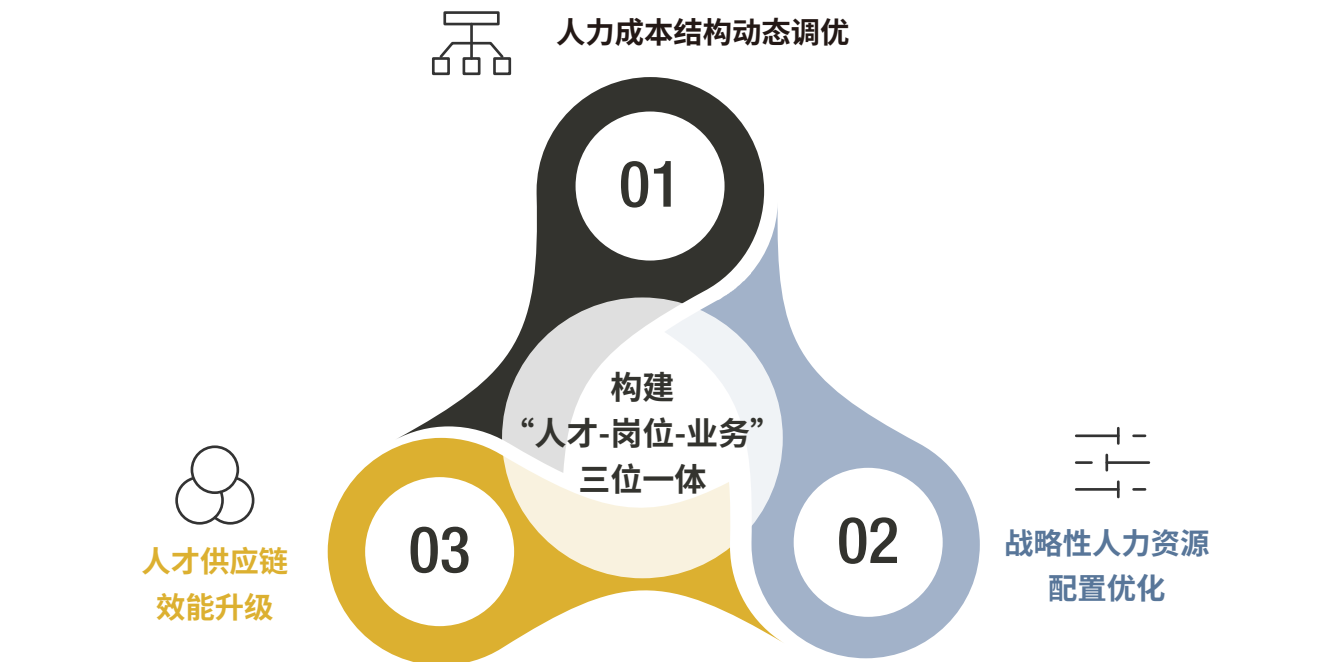 人力成本结构动态调优
01
构建
“人才-岗位-业务”
三位一体
战略性人力资源
配置优化
02
03
人才供应链
效能升级